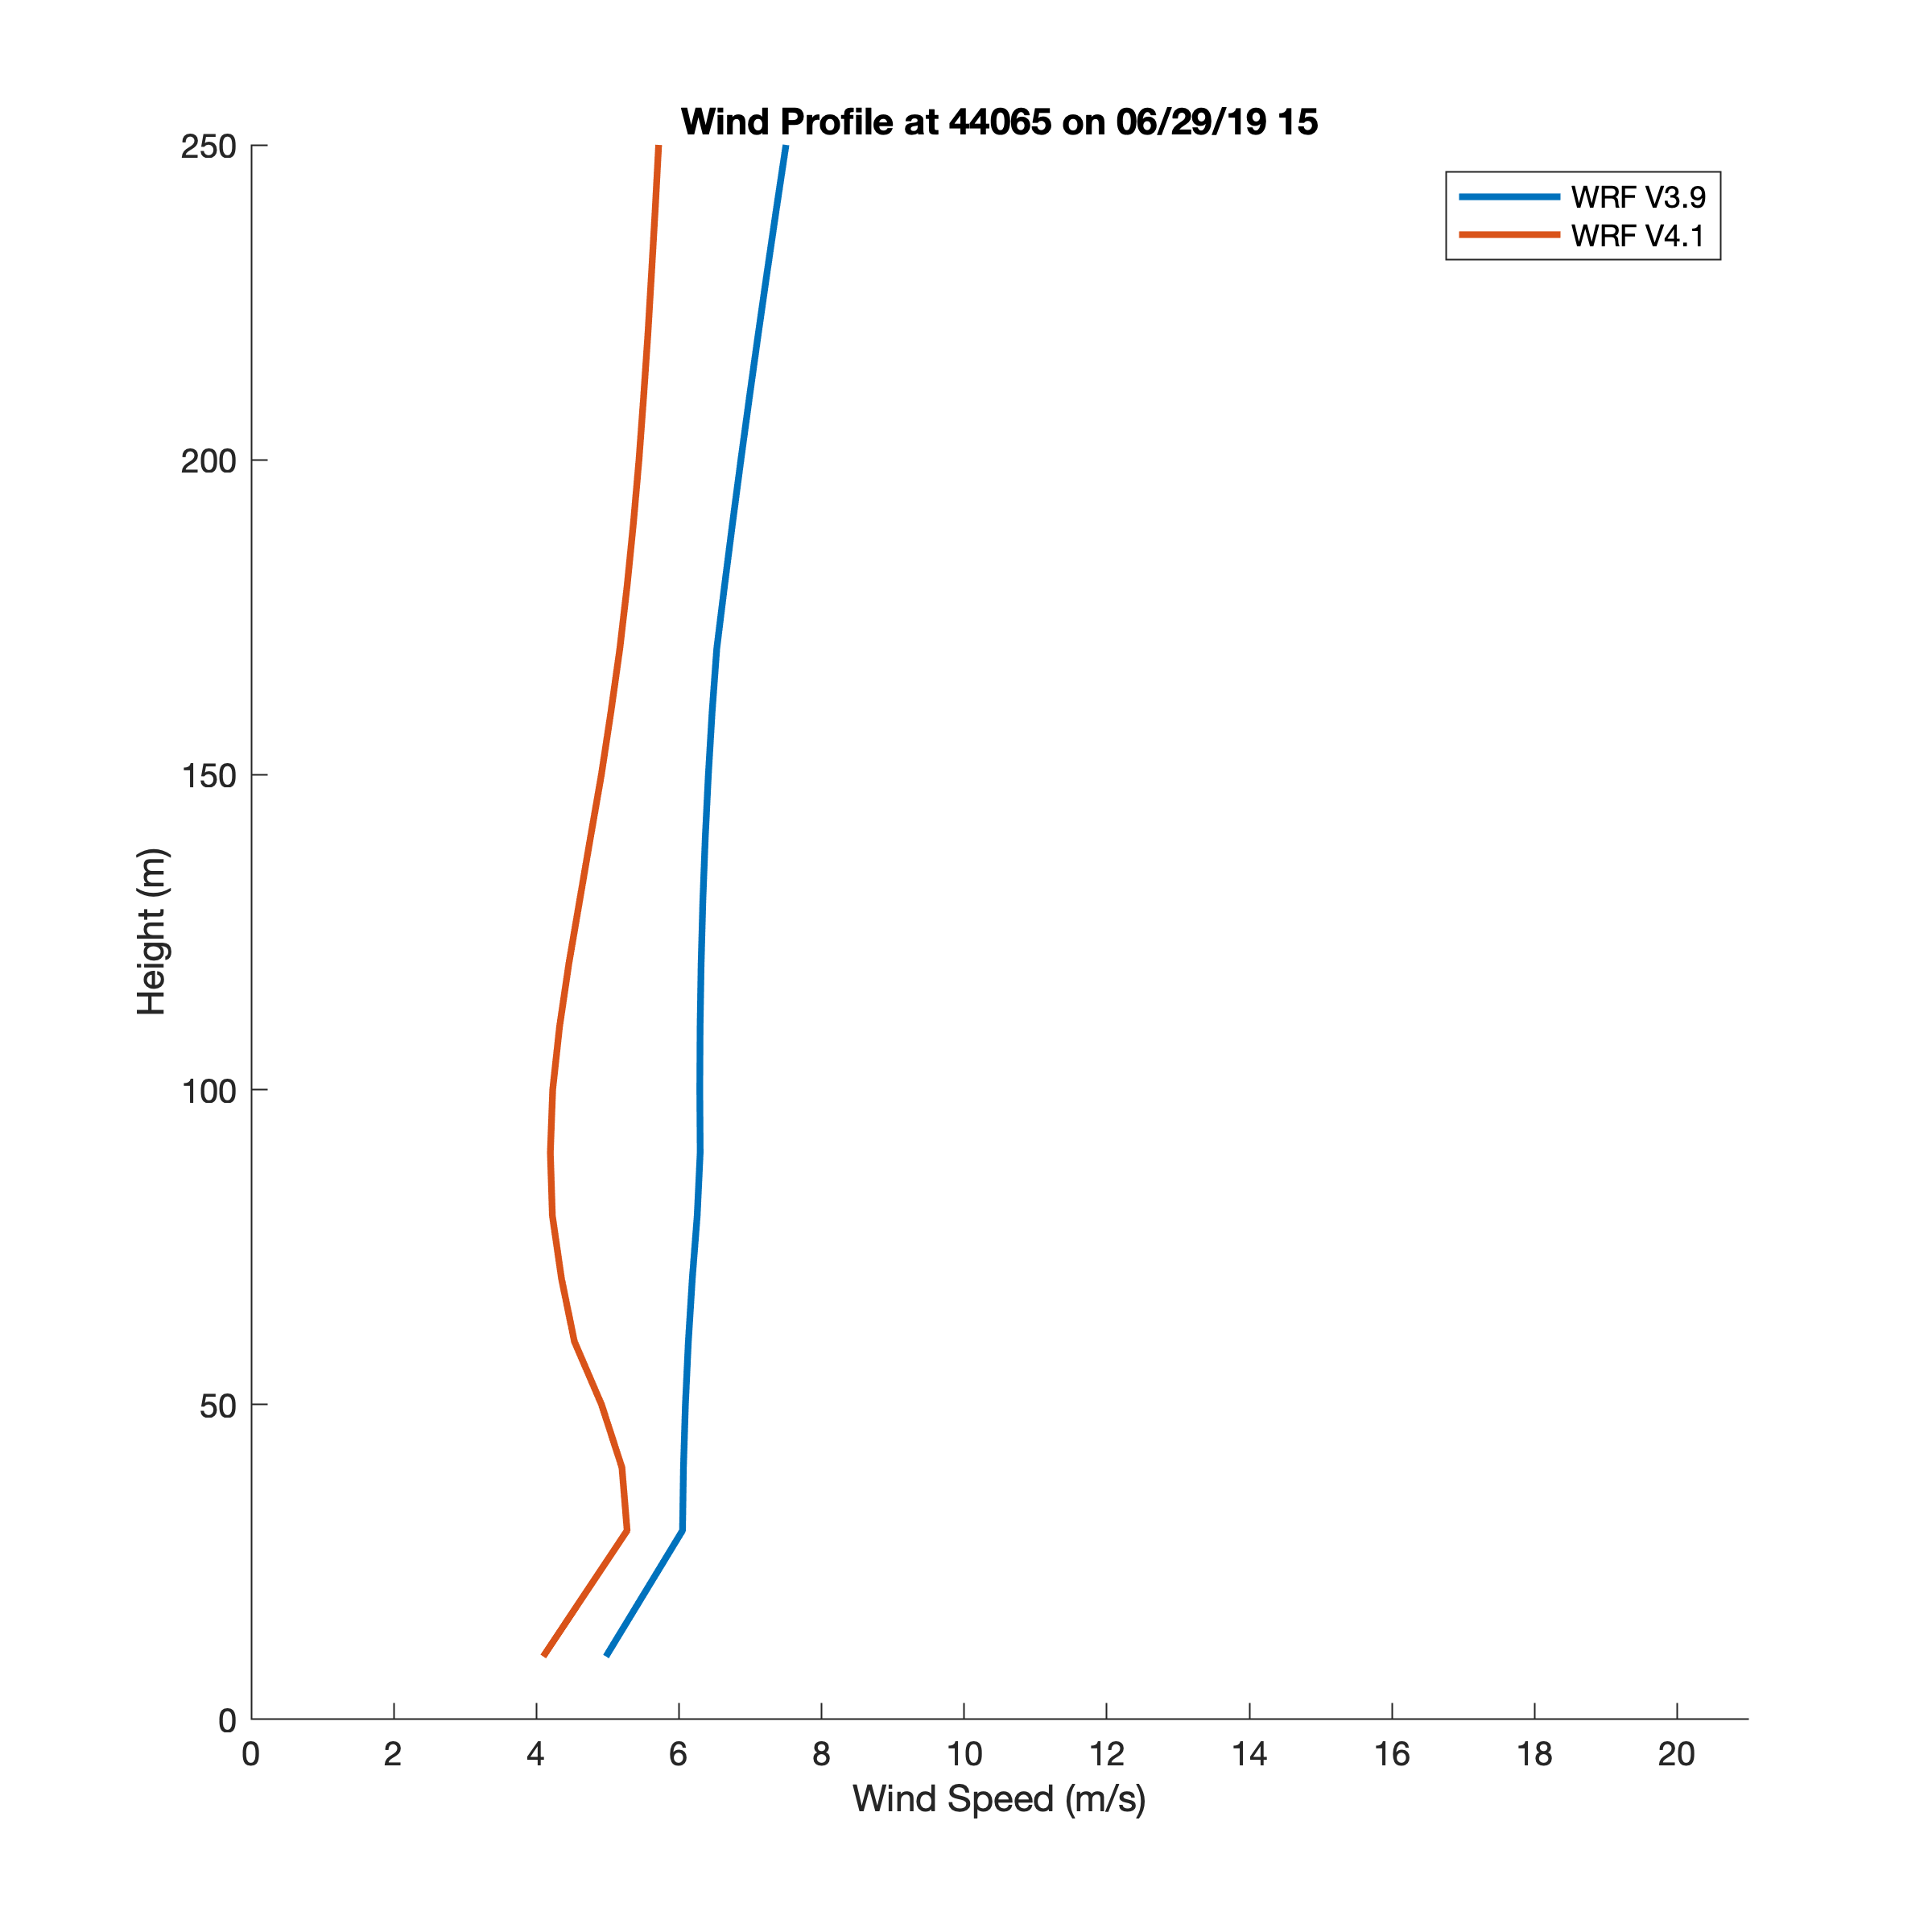 Wind Profile at 44065 on 06/29/19 15
WRF V3.9
WRF V4.1
250
200
150
100
50
0
Height (m)
0 2 4 6 8 10 12 14 16 18 20
Wind Speed (m/s)